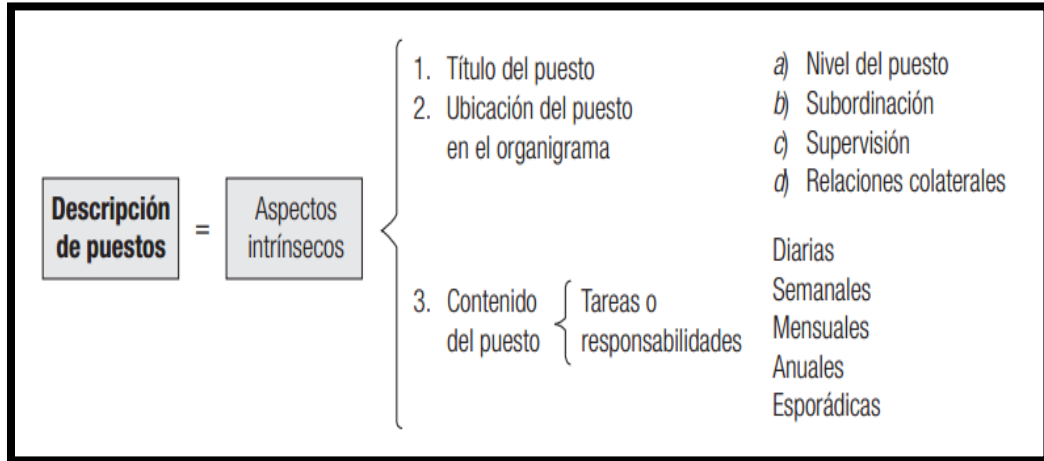 Descripción
de puestos
=
Aspectos
intrínsecos
1. Título del puesto
2. Ubicación del puesto
en el organigrama
a) Nivel del puesto
b) Subordinación
c) Supervisión
d) Relaciones colaterales
3. Contenido
del puesto
Tareas o
responsabilidades
Diarias
Semanales
Mensuales
Anuales
Esporádicas